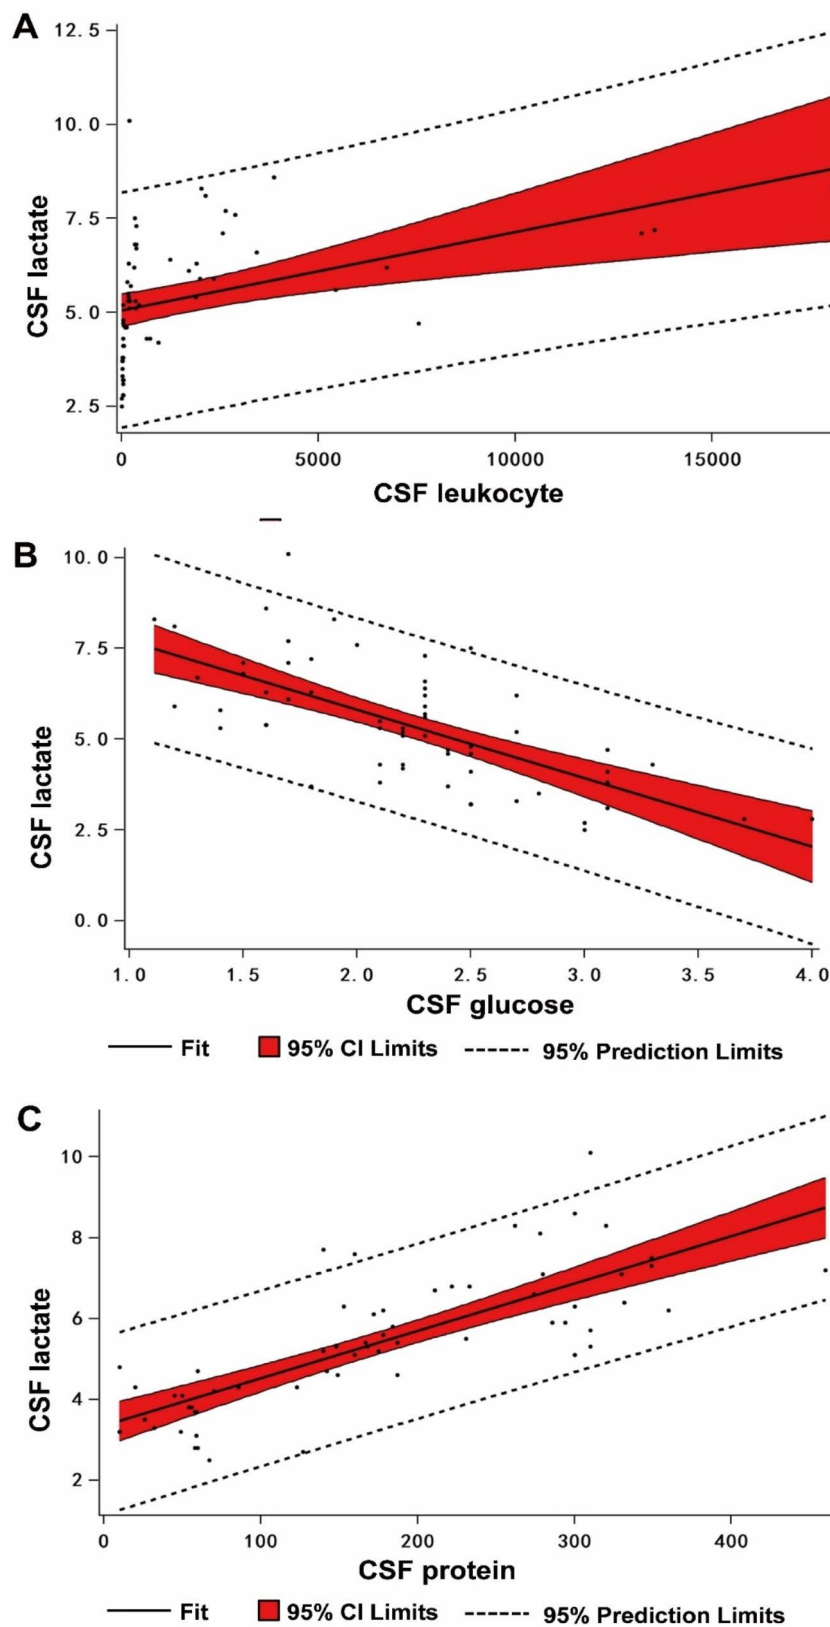 A
12.5
10.0
7.5
5.0
2.5
CSF lactate
0 5000 10000 15000
CSF leukocyte
B
10.0
7.5
5.0
2.5
0.0
CSF lactate
1.0 1.5 2.0 2.5 3.0 3.5 4.0
CSF glucose
Fit 95% CI Limits 95% Prediction Limits
C
10
8
6
4
2
CSF lactate
0 100 200 300 400
CSF protein
Fit 95% CI Limits 95% Prediction Limits